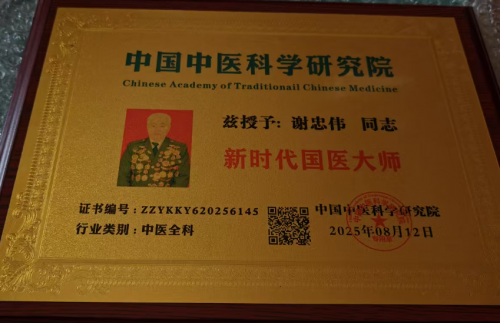 中国中医科学研究院
Chinese Academy of Traditionail Chinese Medicine
兹授予: 谢忠伟 同志
新时代国医大师
证书编号: ZZYKKY620256145
行业类别: 中医全科
中国中医科学研究院
2025年08月12日